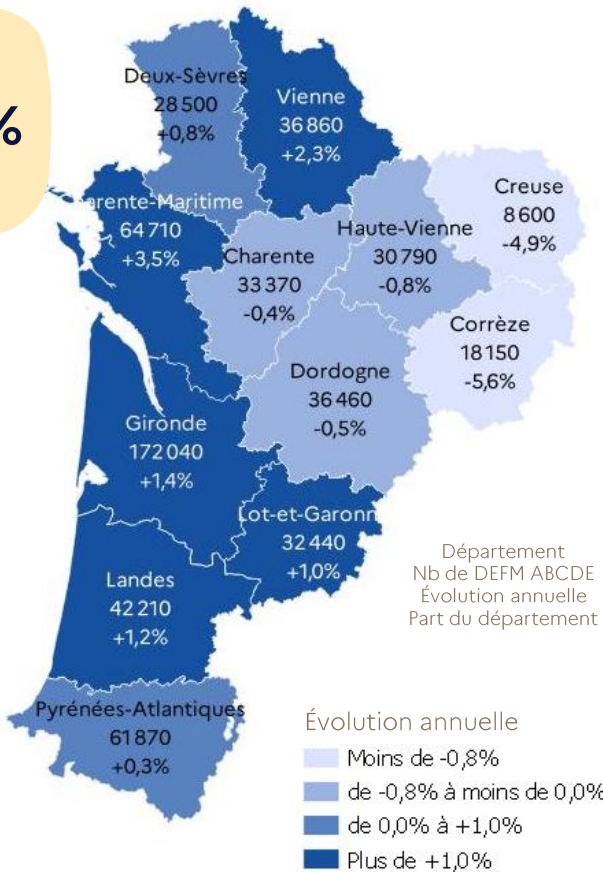 %
Deux-Sèvres
28 500
+0,8%
Vienne
36 860
+2,3%
Creuse
8 600
-4,9%
arente-Maritime
64 710
+3,5%
Haute-Vienne
30 790
-0,8%
Charente
33 370
-0,4%
Corrèze
18 150
-5,6%
Dordogne
36 460
-0,5%
Gironde
172 040
+1,4%
Lot-et-Garonn
32 440
+1,0%
Landes
42 210
+1,2%
Pyrénées-Atlantiques
61 870
+0,3%
Département
Nb de DEFM ABCDE
Évolution annuelle
Part du département
Évolution annuelle
Moins de -0,8%
de -0,8% à moins de 0,0%
de 0,0% à +1,0%
Plus de +1,0%